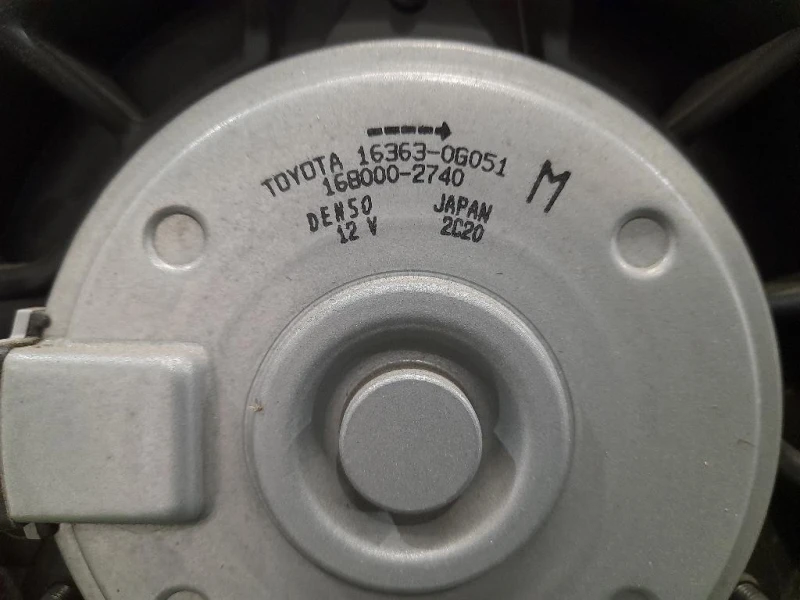 TOYOTA 16363-0G051
168000-2740
M
DENSO JAPAN
12 V 2C20